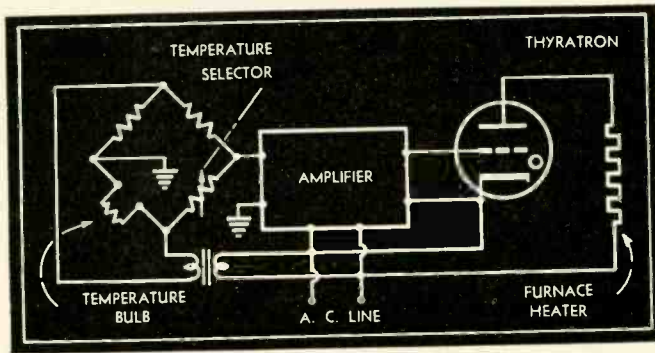 TEMPERATURE
SELECTOR
THYRATRON
AMPLIFIER
TEMPERATURE
BULB
A. C. LINE
FURNACE
HEATER